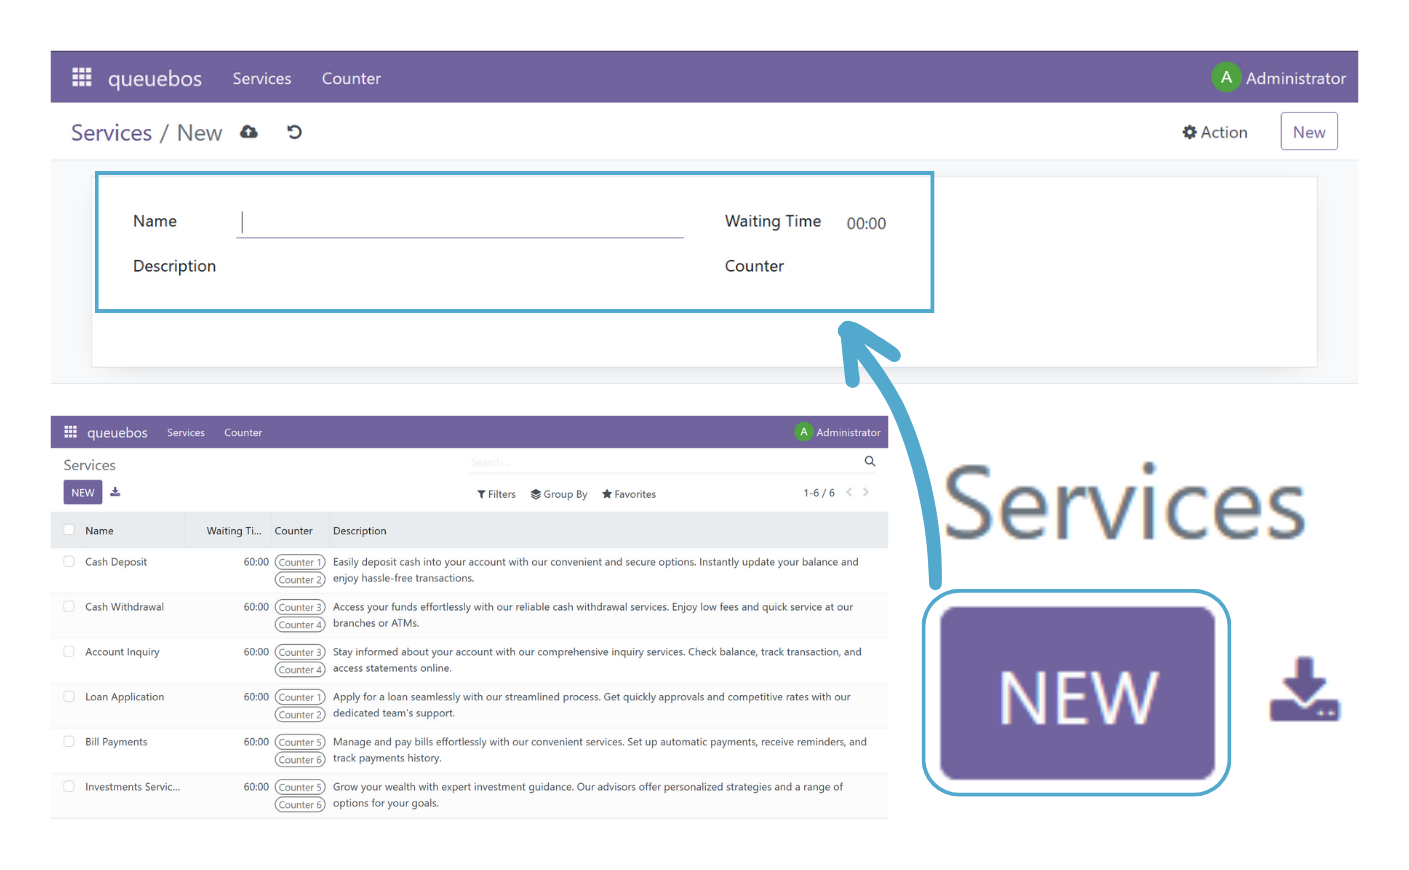 queuebos Services Counter A Administrator
Services / New Action New
Name Waiting Time 00:00
Description Counter
queuebos Services Counter A Administrator
Services Search...
NEW Filters Group By Favorites 1-6 / 6
Name Waiting Ti... Counter Description
Cash Deposit 60:00 Counter 1 Easily deposit cash into your account with our convenient and secure options. Instantly update your balance and
Counter 2 enjoy hassle-free transactions.
Cash Withdrawal 60:00 Counter 3 Access your funds effortlessly with our reliable cash withdrawal services. Enjoy low fees and quick service at our
Counter 4 branches or ATMs.
Account Inquiry 60:00 Counter 3 Stay informed about your account with our comprehensive inquiry services. Check balance, track transaction, and
Counter 4 access statements online.
Loan Application 60:00 Counter 1 Apply for a loan seamlessly with our streamlined process. Get quickly approvals and competitive rates with our
Counter 2 dedicated team's support.
Bill Payments 60:00 Counter 5 Manage and pay bills effortlessly with our convenient services. Set up automatic payments, receive reminders, and
Counter 6 track payments history.
Investments Servic... 60:00 Counter 5 Grow your wealth with expert investment guidance. Our advisors offer personalized strategies and a range of
Counter 6 options for your goals.
Services
NEW